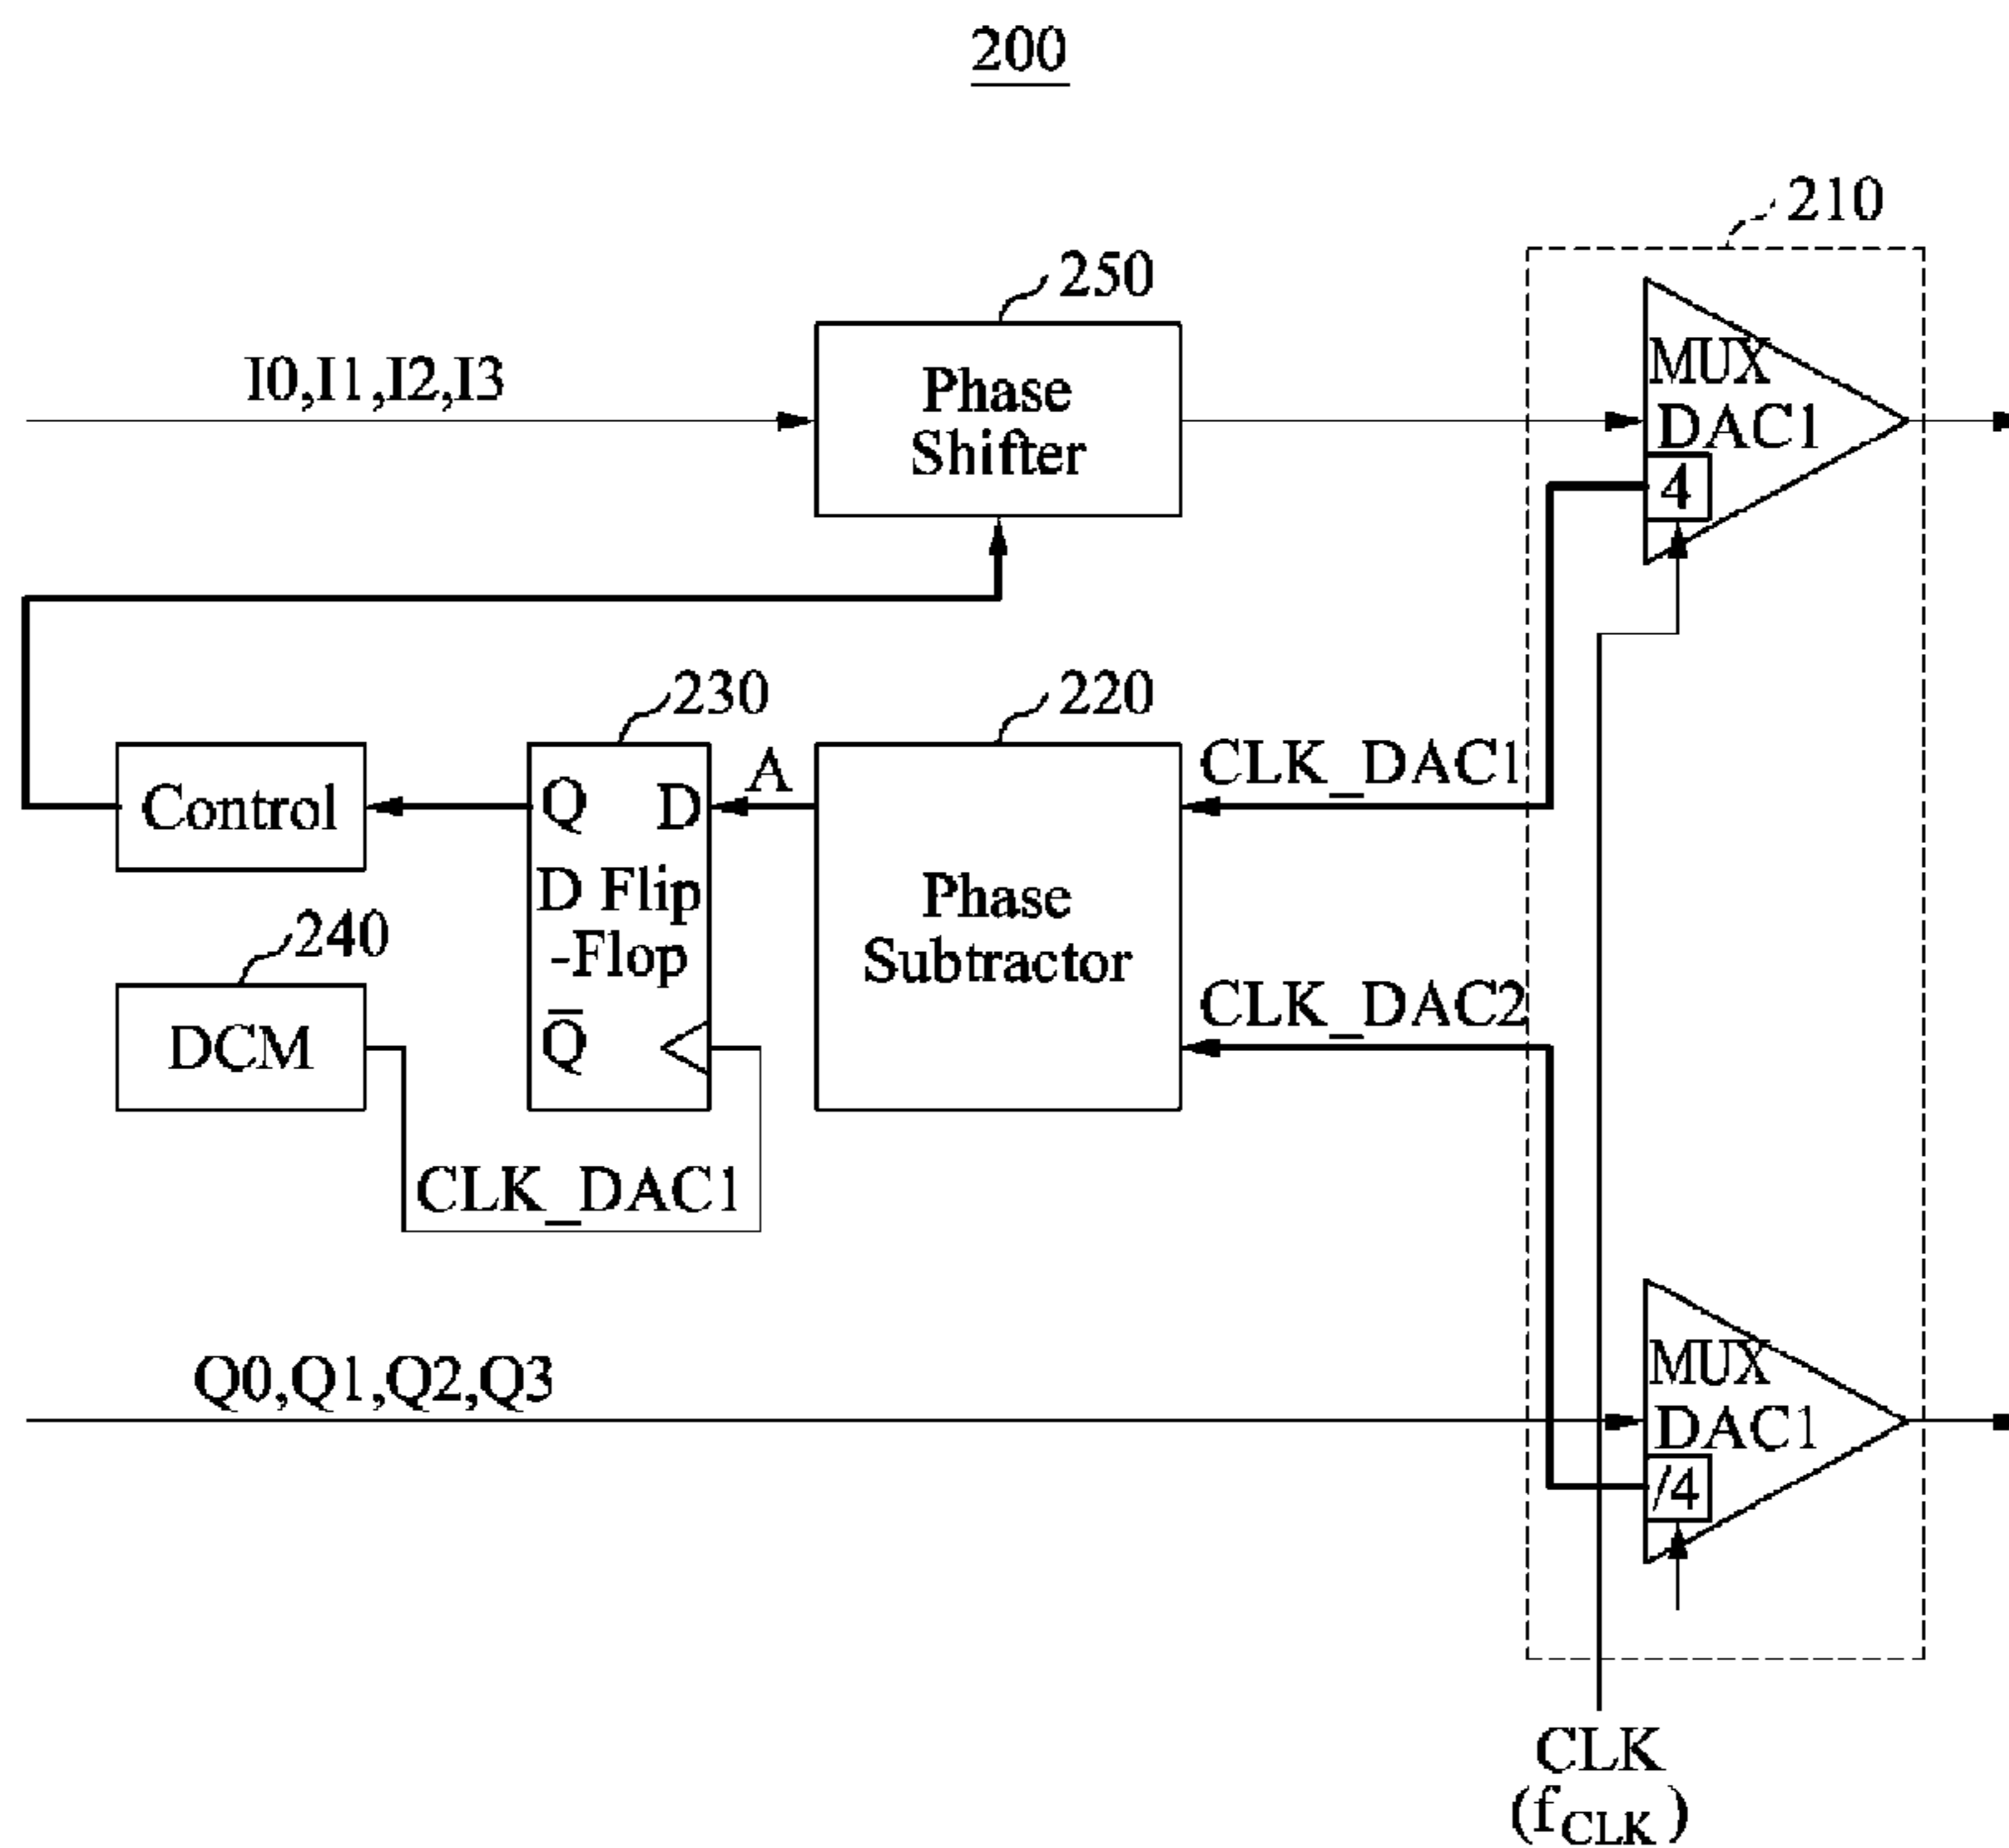 200
210
250
I0,I1,I2,I3
Phase
Shifter
MUX
DAC1
4
230
220
A
CLK_DAC1
Control
Q D
D Flip
-Flop
Q̅
Phase
Subtractor
240
DCM
CLK_DAC2
CLK_DAC1
Q0,Q1,Q2,Q3
MUX
DAC1
/4
CLK
(fCLK)